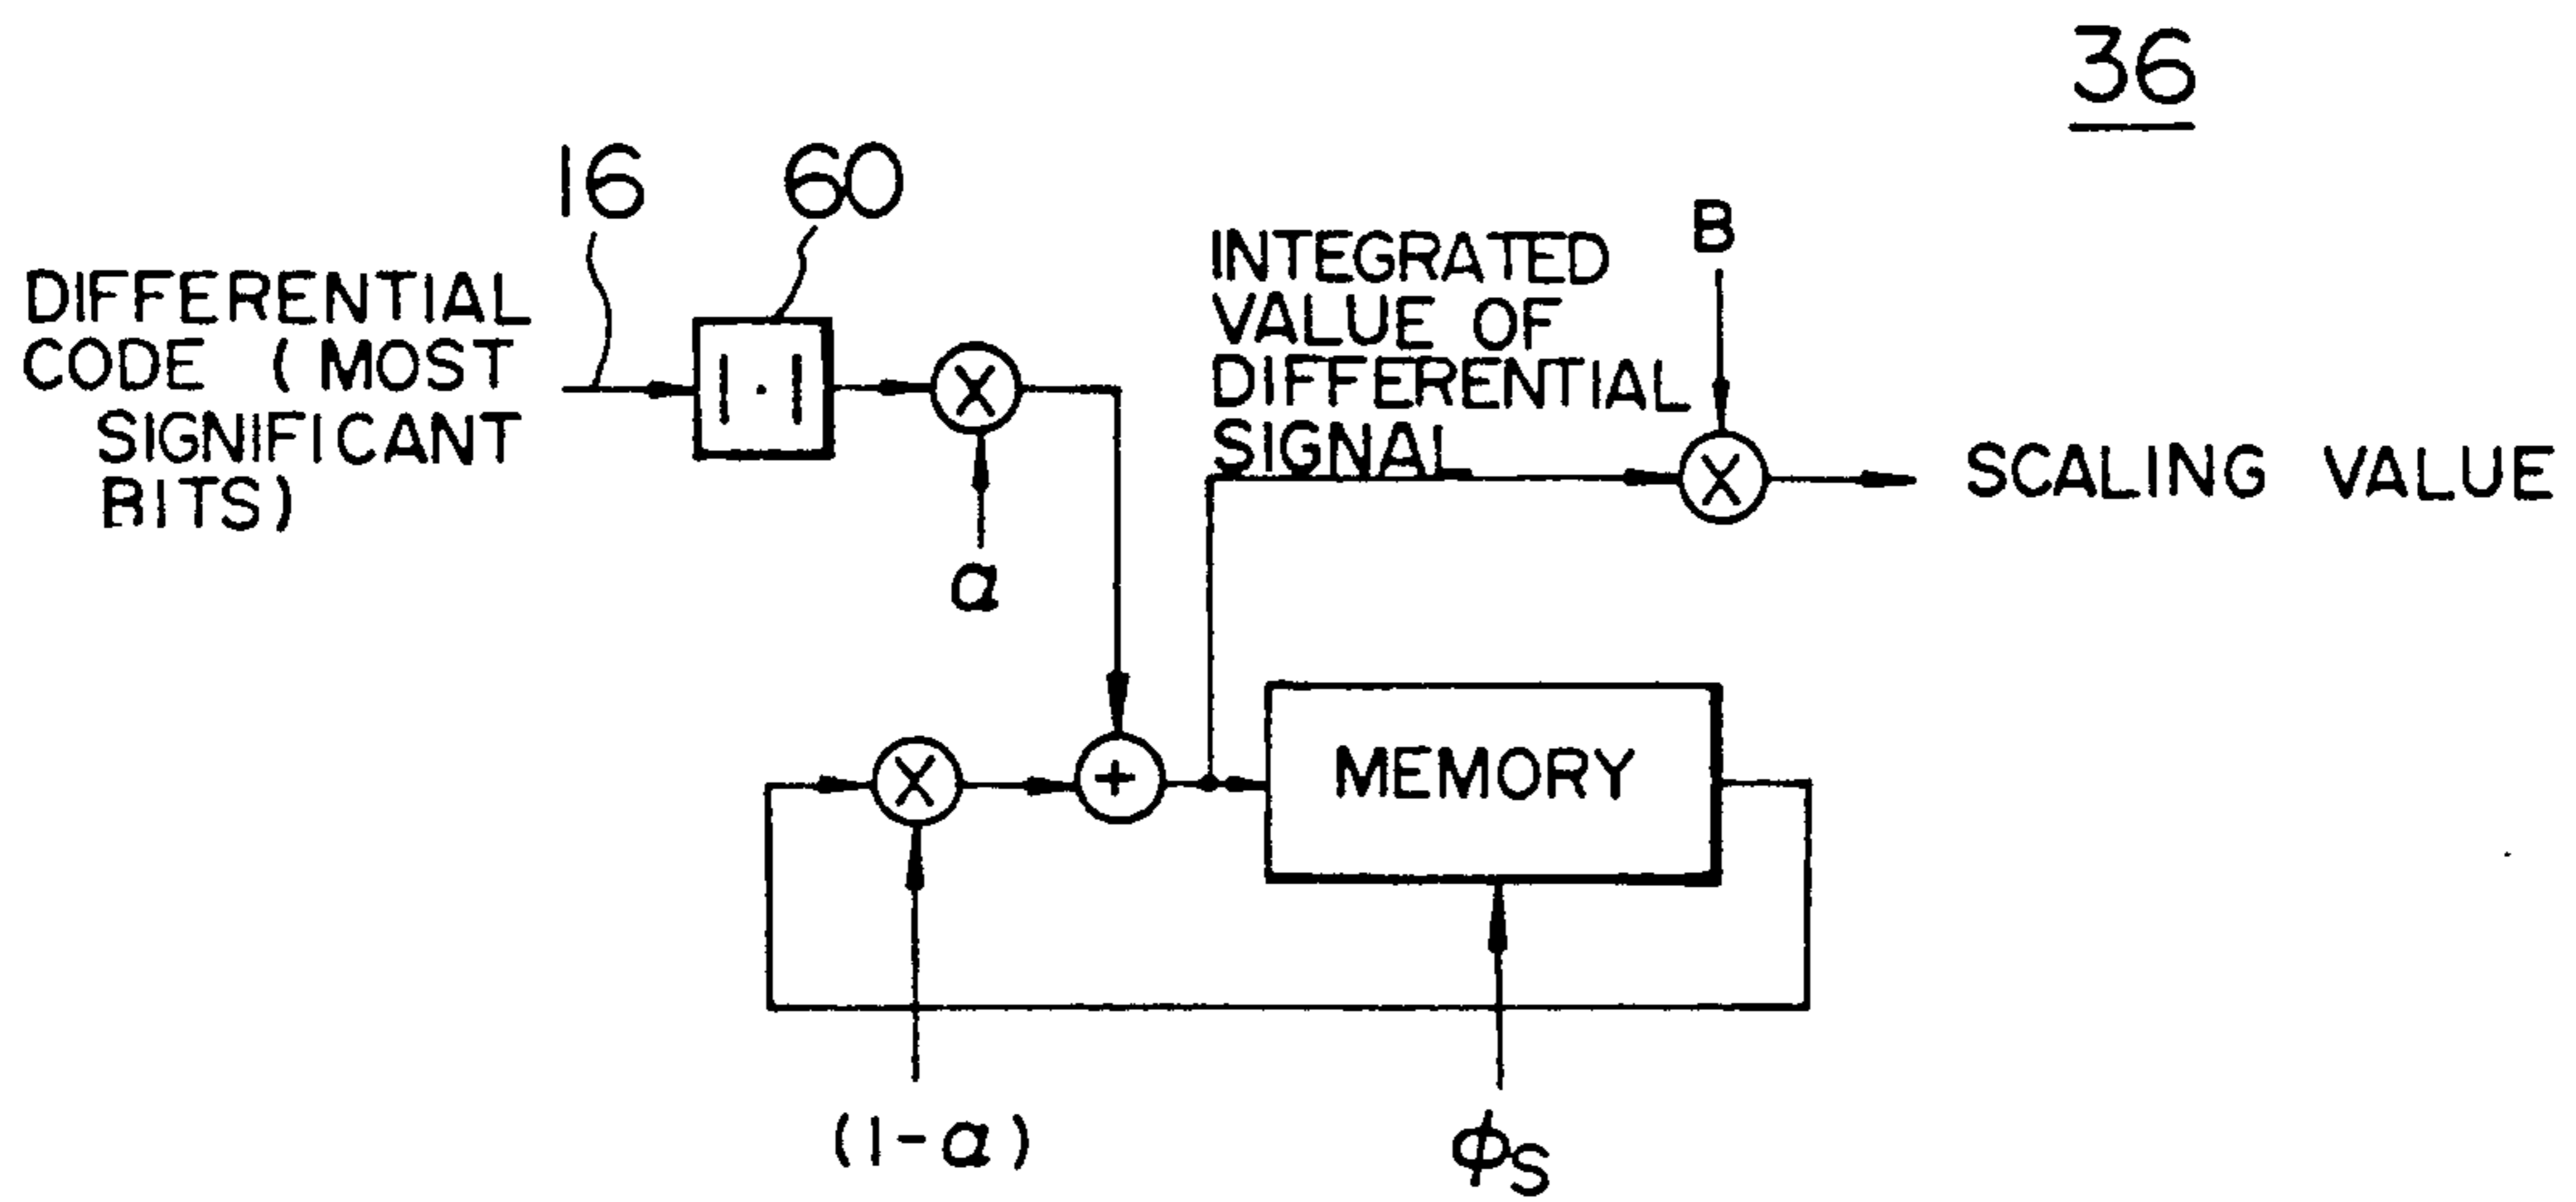 36
16
60
DIFFERENTIAL
CODE (MOST
SIGNIFICANT
BITS)
|·|
X
a
INTEGRATED
VALUE OF
DIFFERENTIAL
SIGNAL
B
X
SCALING VALUE
X
+
MEMORY
(1-a)
ϕS